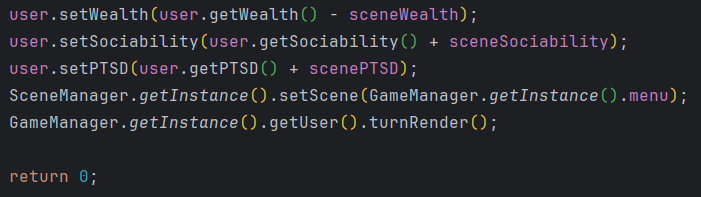 user.setWealth(user.getWealth() - sceneWealth);
user.setSociability(user.getSociability() + sceneSociability);
user.setPTSD(user.getPTSD() + scenePTSD);
SceneManager.getInstance().setScene(GameManager.getInstance().menu);
GameManager.getInstance().getUser().turnRender();
return 0;